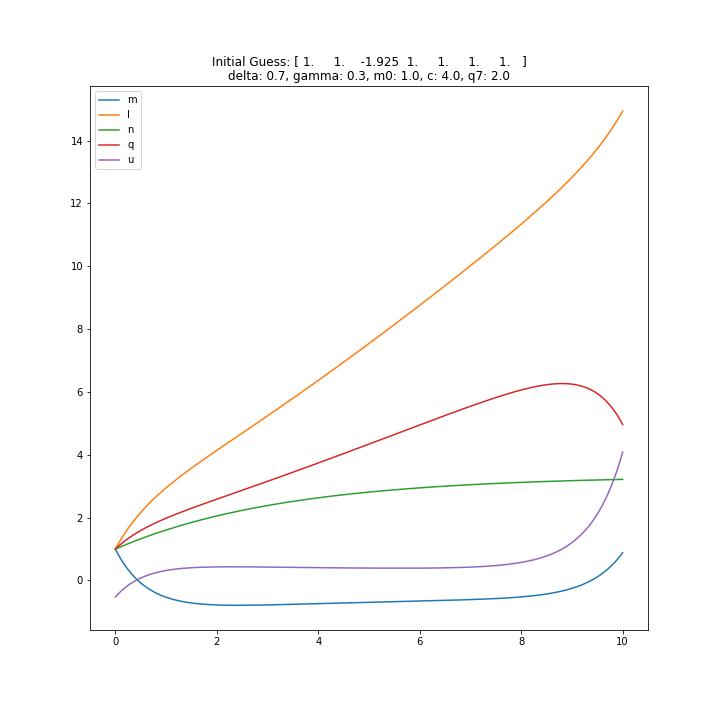 Initial Guess: [ 1. 1. -1.925 1. 1. 1. 1. ]
delta: 0.7, gamma: 0.3, m0: 1.0, c: 4.0, q7: 2.0
m
l
n
q
u
14
12
10
8
6
4
2
0
0 2 4 6 8 10